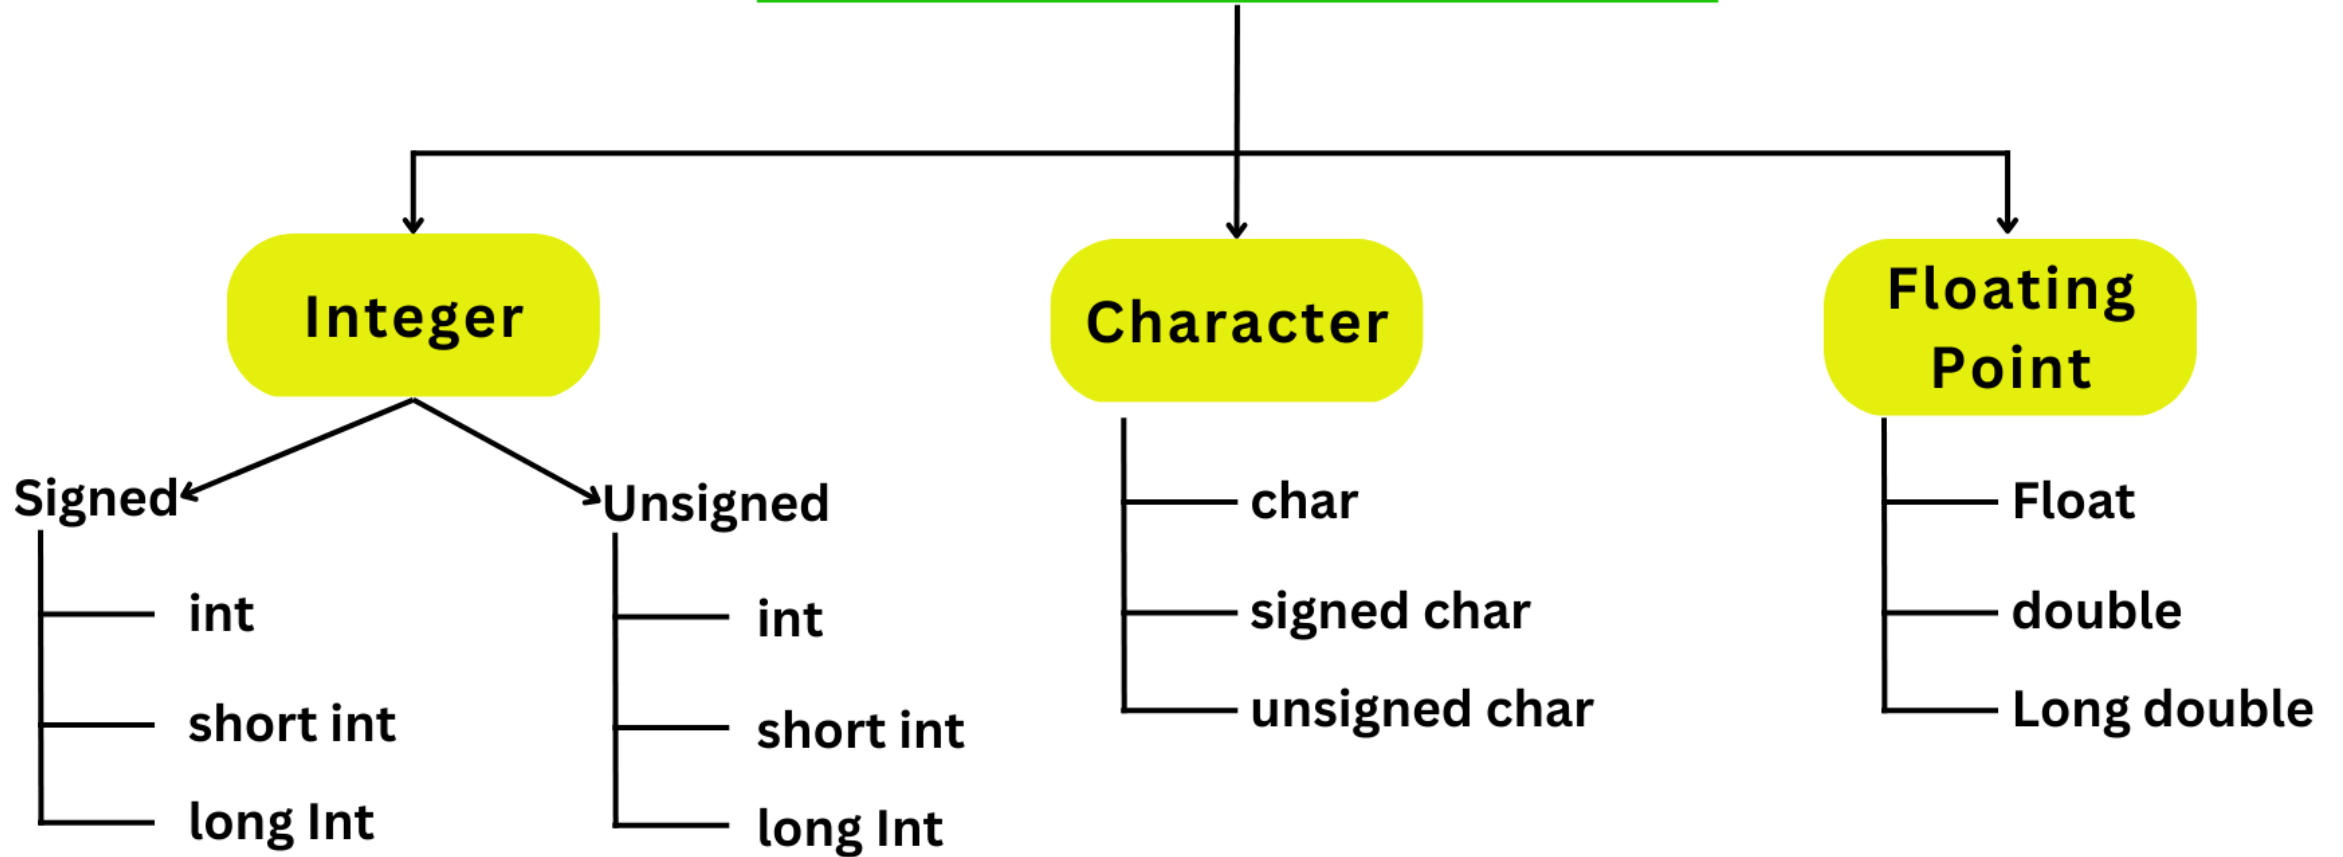 Integer
Character
Floating
Point
Signed
int
short int
long Int
Unsigned
int
short int
long Int
char
signed char
unsigned char
Float
double
Long double